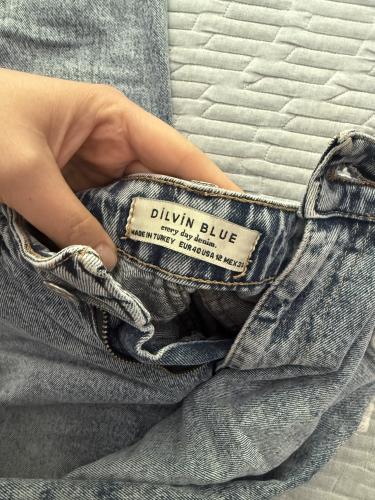 DİLVİN BLUE
every day denim.
MADE IN TURKEY EUR 40 USA 12 MEX 31